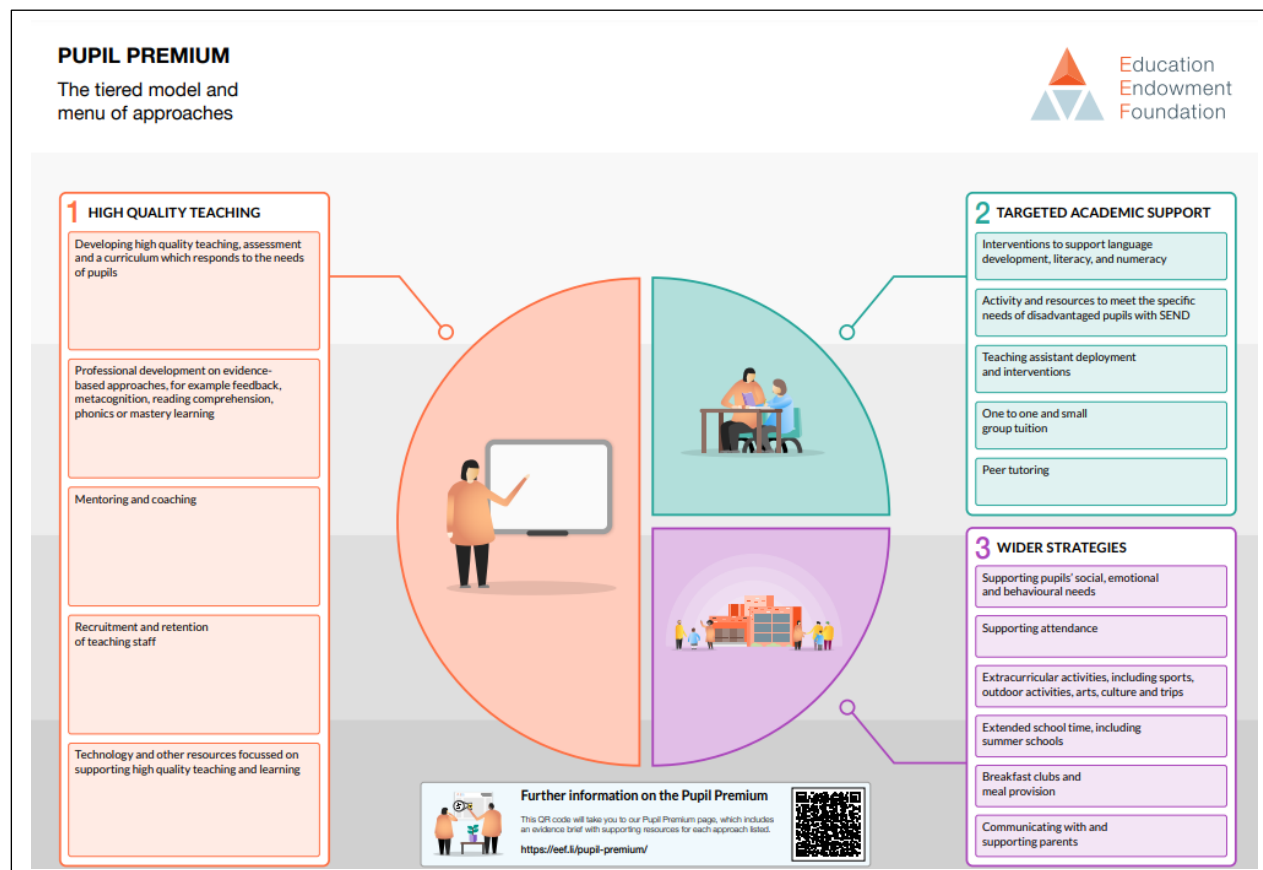 PUPIL PREMIUM
The tiered model and
menu of approaches
Education
Endowment
Foundation
1 HIGH QUALITY TEACHING
Developing high quality teaching, assessment
and a curriculum which responds to the needs
of pupils
Professional development on evidence-
based approaches, for example feedback,
metacognition, reading comprehension,
phonics or mastery learning
Mentoring and coaching
Recruitment and retention
of teaching staff
Technology and other resources focussed on
supporting high quality teaching and learning
2 TARGETED ACADEMIC SUPPORT
Interventions to support language
development, literacy, and numeracy
Activity and resources to meet the specific
needs of disadvantaged pupils with SEND
Teaching assistant deployment
and interventions
One to one and small
group tuition
Peer tutoring
3 WIDER STRATEGIES
Supporting pupils' social, emotional
and behavioural needs
Supporting attendance
Extracurricular activities, including sports,
outdoor activities, arts, culture and trips
Extended school time, including
summer schools
Breakfast clubs and
meal provision
Communicating with and
supporting parents
Further information on the Pupil Premium
This QR code will take you to our Pupil Premium page, which includes
an evidence brief with supporting resources for each approach listed.
https://eef.li/pupil-premium/